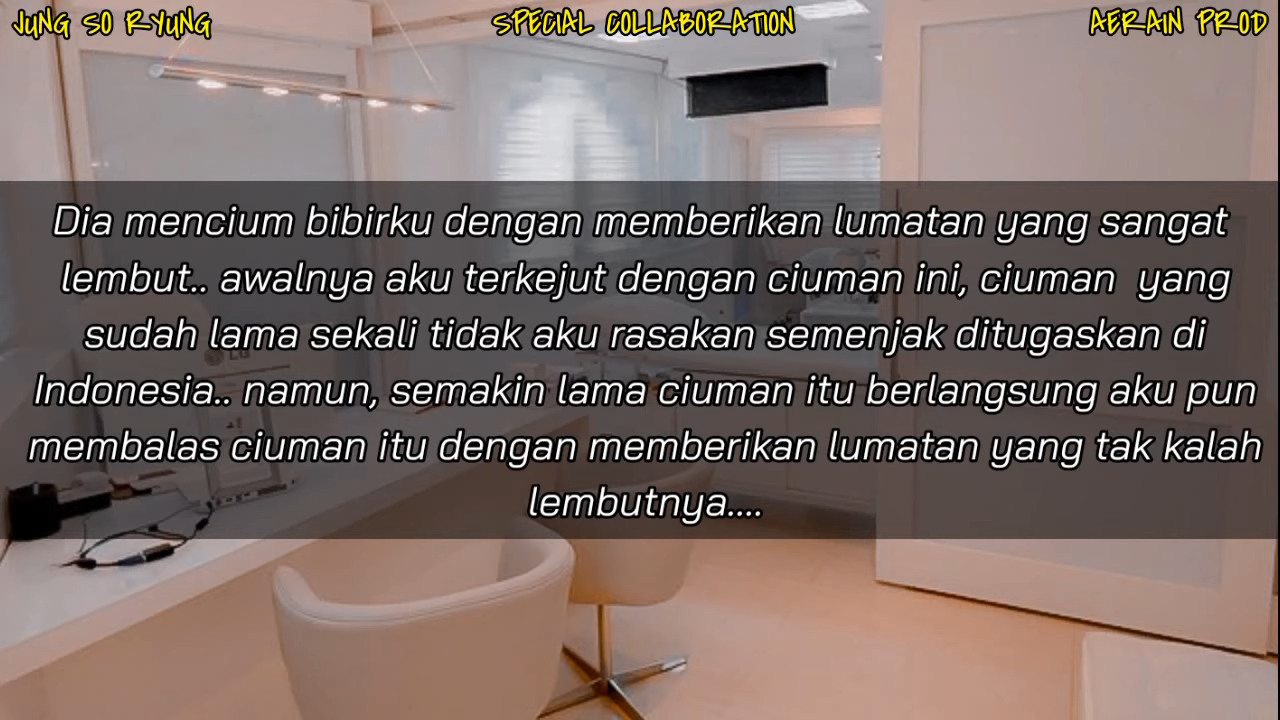 JUNG SO RYUNG SPECIAL COLLABORATION AERAIN PROD
Dia mencium bibirku dengan memberikan lumatan yang sangat
lembut.. awalnya aku terkejut dengan ciuman ini, ciuman yang
sudah lama sekali tidak aku rasakan semenjak ditugaskan di
Indonesia.. namun, semakin lama ciuman itu berlangsung aku pun
membalas ciuman itu dengan memberikan lumatan yang tak kalah
lembutnya....
LG